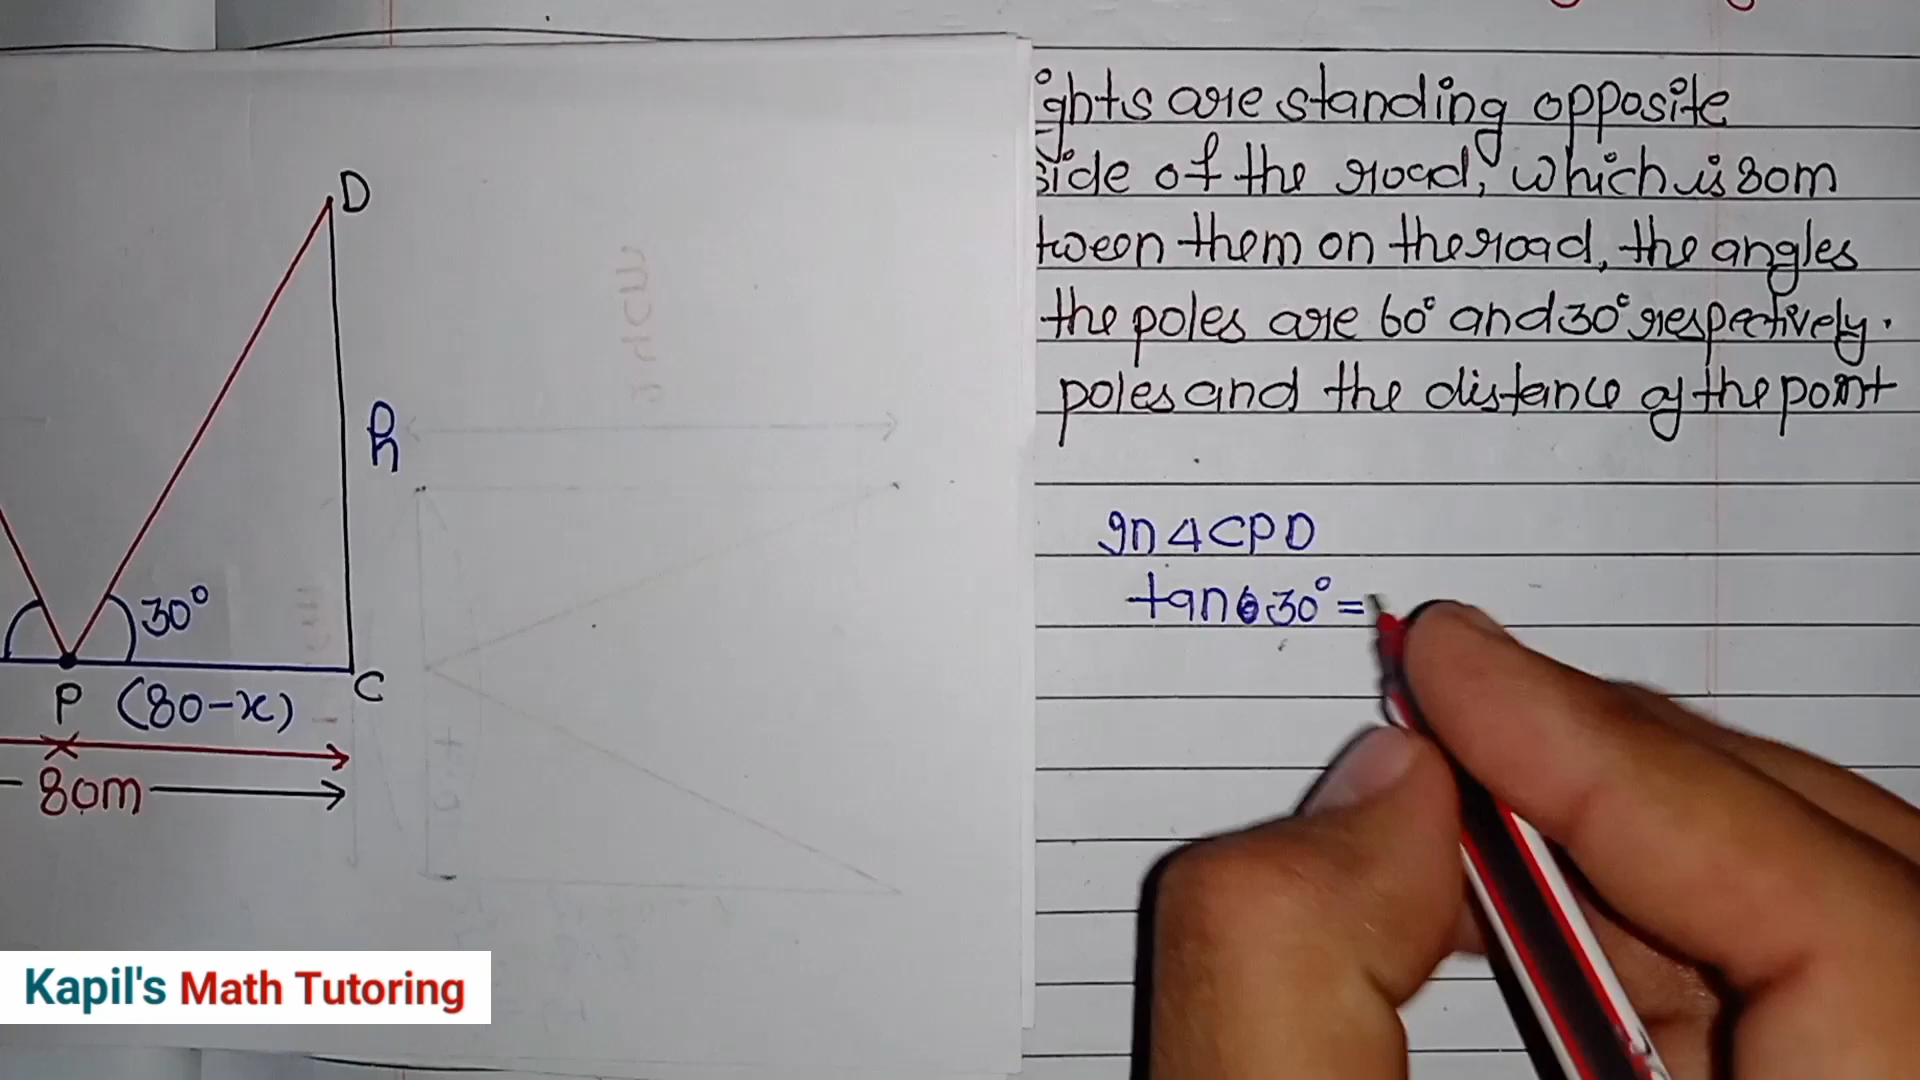 ights are standing opposite
side of the road, which is 80m
tween them on the road, the angles
the poles are 60° and 30° respectively.
poles and the distance of the point
D
h
In △CPD
tan 30° =
30°
P (80-x) C
80m
Kapil's Math Tutoring